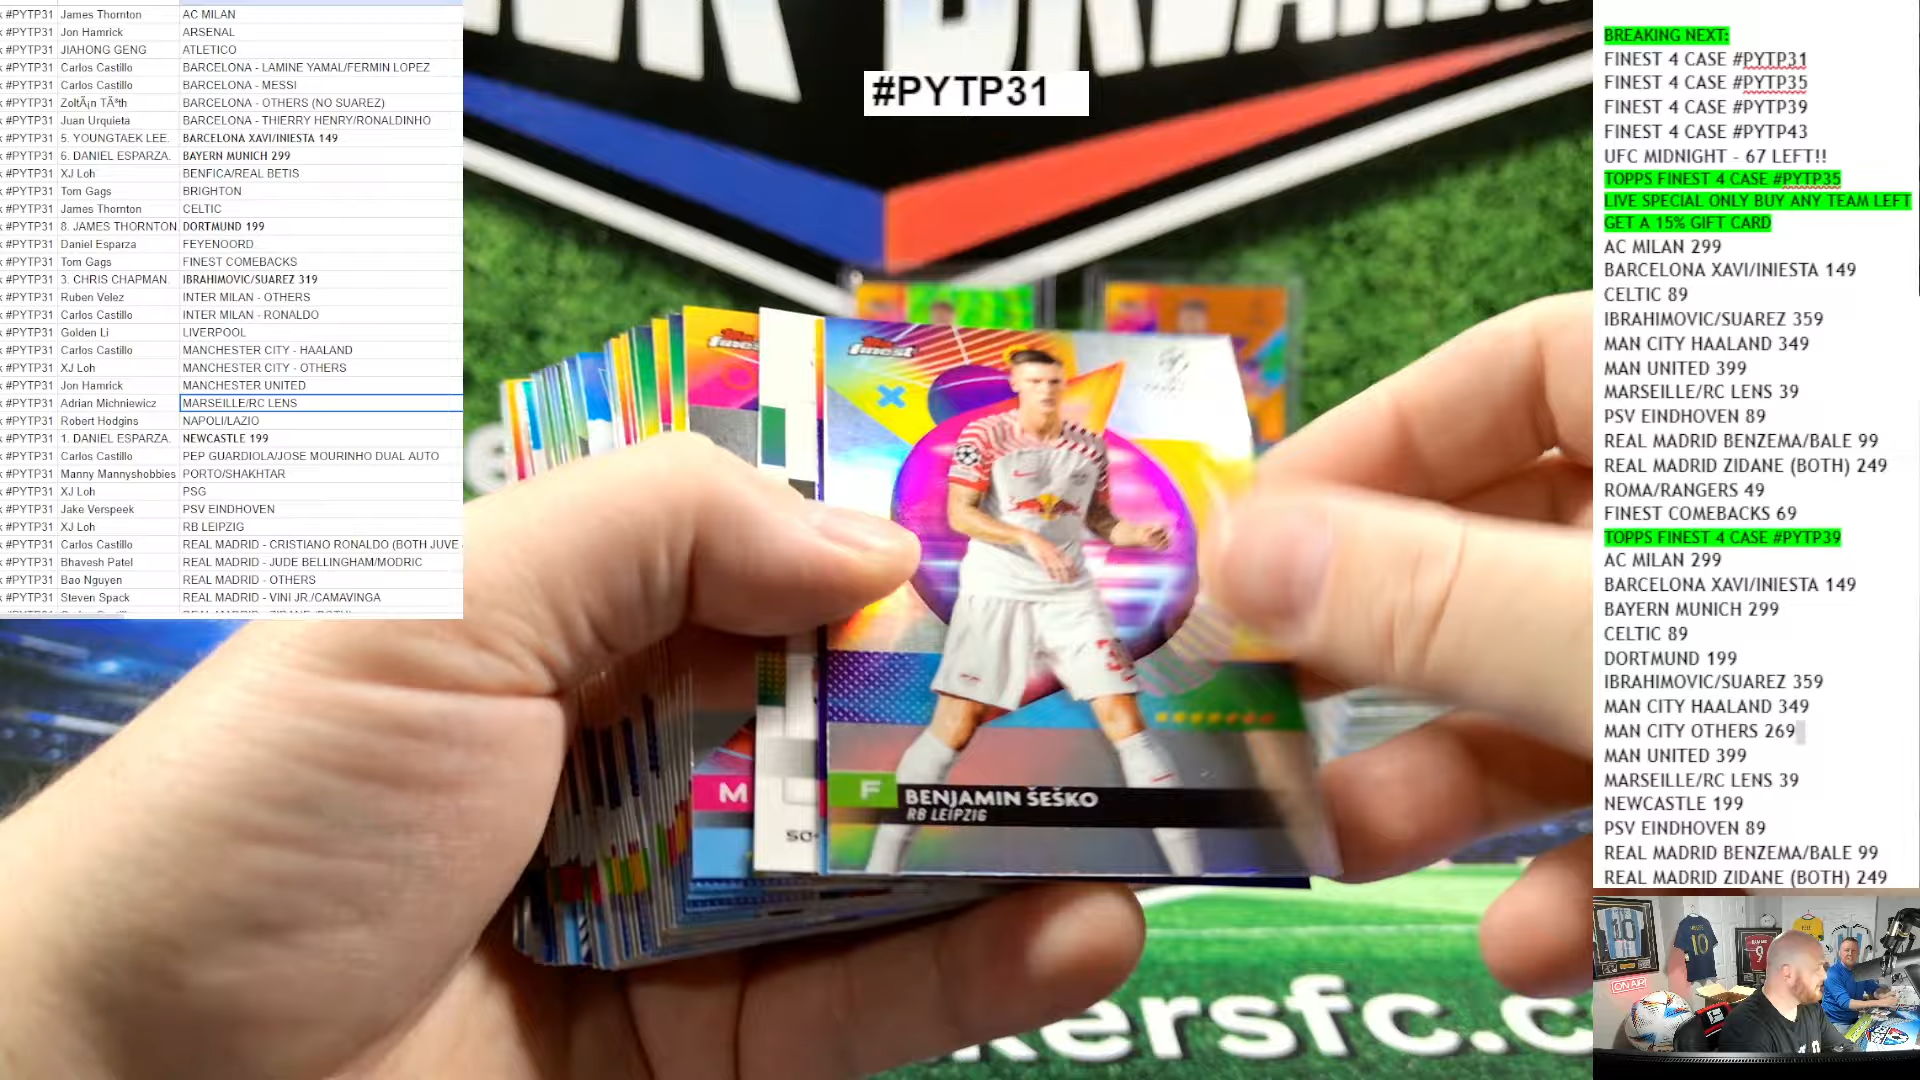 #PYTP31 James Thornton AC MILAN
#PYTP31 Jon Hamrick ARSENAL
#PYTP31 JIAHONG GENG ATLETICO
#PYTP31 Carlos Castillo BARCELONA - LAMINE YAMAL/FERMIN LOPEZ
#PYTP31 Carlos Castillo BARCELONA - MESSI
#PYTP31 ZoltÃ¡n TÃ³th BARCELONA - OTHERS (NO SUAREZ)
#PYTP31 Juan Urquieta BARCELONA - THIERRY HENRY/RONALDINHO
#PYTP31 5. YOUNGTAEK LEE. BARCELONA XAVI/INIESTA 149
#PYTP31 6. DANIEL ESPARZA. BAYERN MUNICH 299
#PYTP31 XJ Loh BENFICA/REAL BETIS
#PYTP31 Tom Gags BRIGHTON
#PYTP31 James Thornton CELTIC
#PYTP31 8. JAMES THORNTON. DORTMUND 199
#PYTP31 Daniel Esparza FEYENOORD
#PYTP31 Tom Gags FINEST COMEBACKS
#PYTP31 3. CHRIS CHAPMAN. IBRAHIMOVIC/SUAREZ 319
#PYTP31 Ruben Velez INTER MILAN - OTHERS
#PYTP31 Carlos Castillo INTER MILAN - RONALDO
#PYTP31 Golden Li LIVERPOOL
#PYTP31 Carlos Castillo MANCHESTER CITY - HAALAND
#PYTP31 XJ Loh MANCHESTER CITY - OTHERS
#PYTP31 Jon Hamrick MANCHESTER UNITED
#PYTP31 Adrian Michniewicz MARSEILLE/RC LENS
#PYTP31 Robert Hodgins NAPOLI/LAZIO
#PYTP31 1. DANIEL ESPARZA. NEWCASTLE 199
#PYTP31 Carlos Castillo PEP GUARDIOLA/JOSE MOURINHO DUAL AUTO
#PYTP31 Manny Mannyshobbies PORTO/SHAKHTAR
#PYTP31 XJ Loh PSG
#PYTP31 Jake Verspeek PSV EINDHOVEN
#PYTP31 XJ Loh RB LEIPZIG
#PYTP31 Carlos Castillo REAL MADRID - CRISTIANO RONALDO (BOTH JUVE
#PYTP31 Bhavesh Patel REAL MADRID - JUDE BELLINGHAM/MODRIC
#PYTP31 Bao Nguyen REAL MADRID - OTHERS
#PYTP31 Steven Spack REAL MADRID - VINI JR./CAMAVINGA
#PYTP31
finest
finest
M
F BENJAMIN ŠEŠKO
RB LEIPZIG
kersfc.c
BREAKING NEXT:
FINEST 4 CASE #PYTP31
FINEST 4 CASE #PYTP35
FINEST 4 CASE #PYTP39
FINEST 4 CASE #PYTP43
UFC MIDNIGHT - 67 LEFT!!
TOPPS FINEST 4 CASE #PYTP35
LIVE SPECIAL ONLY BUY ANY TEAM LEFT
GET A 15% GIFT CARD
AC MILAN 299
BARCELONA XAVI/INIESTA 149
CELTIC 89
IBRAHIMOVIC/SUAREZ 359
MAN CITY HAALAND 349
MAN UNITED 399
MARSEILLE/RC LENS 39
PSV EINDHOVEN 89
REAL MADRID BENZEMA/BALE 99
REAL MADRID ZIDANE (BOTH) 249
ROMA/RANGERS 49
FINEST COMEBACKS 69
TOPPS FINEST 4 CASE #PYTP39
AC MILAN 299
BARCELONA XAVI/INIESTA 149
BAYERN MUNICH 299
CELTIC 89
DORTMUND 199
IBRAHIMOVIC/SUAREZ 359
MAN CITY HAALAND 349
MAN CITY OTHERS 269
MAN UNITED 399
MARSEILLE/RC LENS 39
NEWCASTLE 199
PSV EINDHOVEN 89
REAL MADRID BENZEMA/BALE 99
REAL MADRID ZIDANE (BOTH) 249
ON AIR